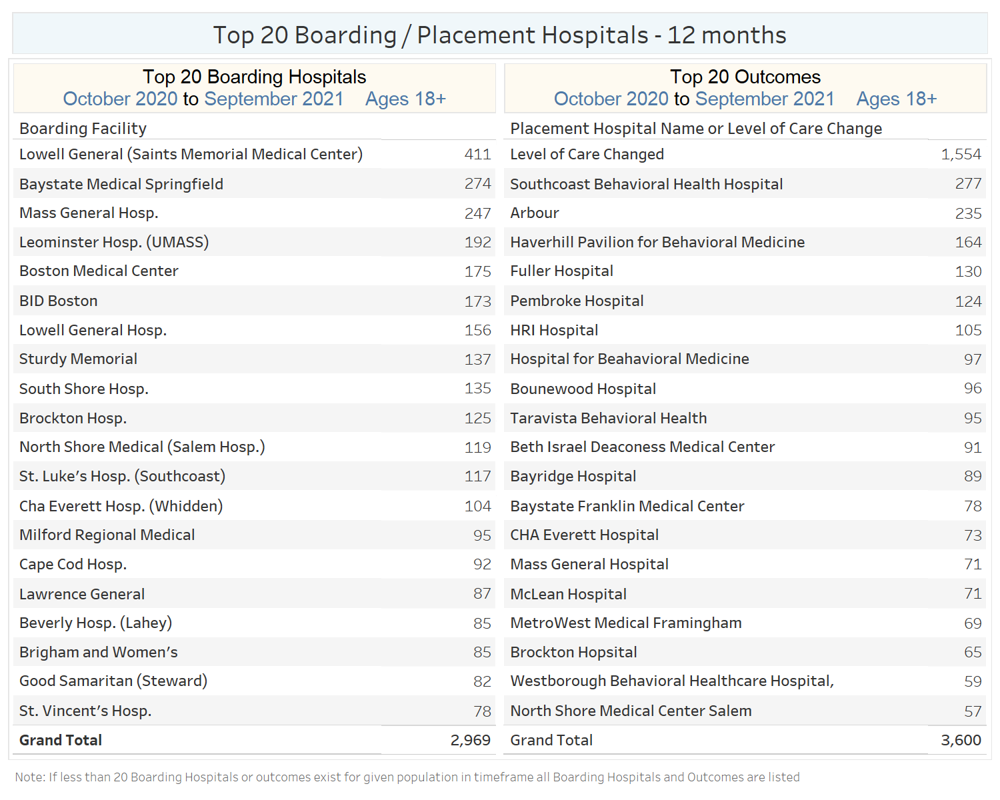 Top 20 Boarding / Placement Hospitals - 12 months
Top 20 Boarding Hospitals
October 2020 to September 2021 Ages 18+
Boarding Facility
Lowell General (Saints Memorial Medical Center) 411
Baystate Medical Springfield 274
Mass General Hosp. 247
Leominster Hosp. (UMASS) 192
Boston Medical Center 175
BID Boston 173
Lowell General Hosp. 156
Sturdy Memorial 137
South Shore Hosp. 135
Brockton Hosp. 125
North Shore Medical (Salem Hosp.) 119
St. Luke's Hosp. (Southcoast) 117
Cha Everett Hosp. (Whidden) 104
Milford Regional Medical 95
Cape Cod Hosp. 92
Lawrence General 87
Beverly Hosp. (Lahey) 85
Brigham and Women's 85
Good Samaritan (Steward) 82
St. Vincent's Hosp. 78
Grand Total 2,969
Top 20 Outcomes
October 2020 to September 2021 Ages 18+
Placement Hospital Name or Level of Care Change
Level of Care Changed 1,554
Southcoast Behavioral Health Hospital 277
Arbour 235
Haverhill Pavilion for Behavioral Medicine 164
Fuller Hospital 130
Pembroke Hospital 124
HRI Hospital 105
Hospital for Beahavioral Medicine 97
Bounewood Hospital 96
Taravista Behavioral Health 95
Beth Israel Deaconess Medical Center 91
Bayridge Hospital 89
Baystate Franklin Medical Center 78
CHA Everett Hospital 73
Mass General Hospital 71
McLean Hospital 71
MetroWest Medical Framingham 69
Brockton Hopsital 65
Westborough Behavioral Healthcare Hospital, 59
North Shore Medical Center Salem 57
Grand Total 3,600
Note: If less than 20 Boarding Hospitals or outcomes exist for given population in timeframe all Boarding Hospitals and Outcomes are listed